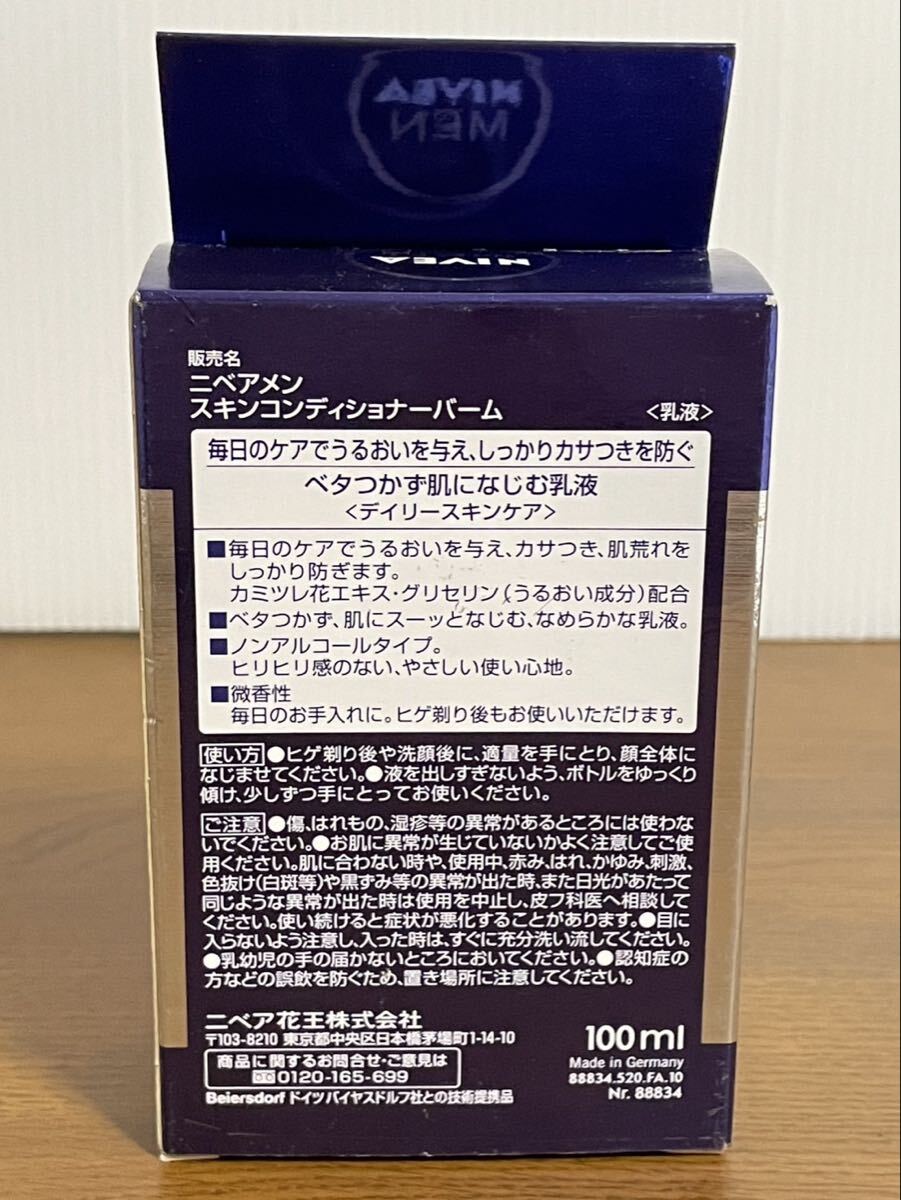 NIVEA
MEN
NIVEA
販売名
ニベアメン
スキンコンディショナーバーム 〈乳液〉
毎日のケアでうるおいを与え、しっかりカサつきを防ぐ
ベタつかず肌になじむ乳液
〈デイリースキンケア〉
■毎日のケアでうるおいを与え、カサつき、肌荒れを
しっかり防ぎます。
カミツレ花エキス・グリセリン(うるおい成分)配合
■ベタつかず、肌にスーッとなじむ、なめらかな乳液。
■ノンアルコールタイプ。
ヒリヒリ感のない、やさしい使い心地。
■微香性
毎日のお手入れに。ヒゲ剃り後もお使いいただけます。
使い方 ●ヒゲ剃り後や洗顔後に、適量を手にとり、顔全体に
なじませてください。●液を出しすぎないよう、ボトルをゆっくり
傾け、少しずつ手にとってお使いください。
ご注意 ●傷、はれもの、湿疹等の異常があるところには使わな
いでください。●お肌に異常が生じていないかよく注意してご使
用ください。肌に合わない時や、使用中、赤み、はれ、かゆみ、刺激、
色抜け(白斑等)や黒ずみ等の異常が出た時、また日光があたって
同じような異常が出た時は使用を中止し、皮フ科医へ相談して
ください。使い続けると症状が悪化することがあります。●目に
入らないよう注意し、入った時は、すぐに充分洗い流してください。
●乳幼児の手の届かないところにおいてください。●認知症の
方などの誤飲を防ぐため、置き場所に注意してください。
ニベア花王株式会社
〒103-8210 東京都中央区日本橋茅場町1-14-10
商品に関するお問合せ・ご意見は
0120-165-699
Beiersdorf ドイツバイヤスドルフ社との技術提携品
100ml
Made in Germany
88834.520.FA.10
Nr. 88834